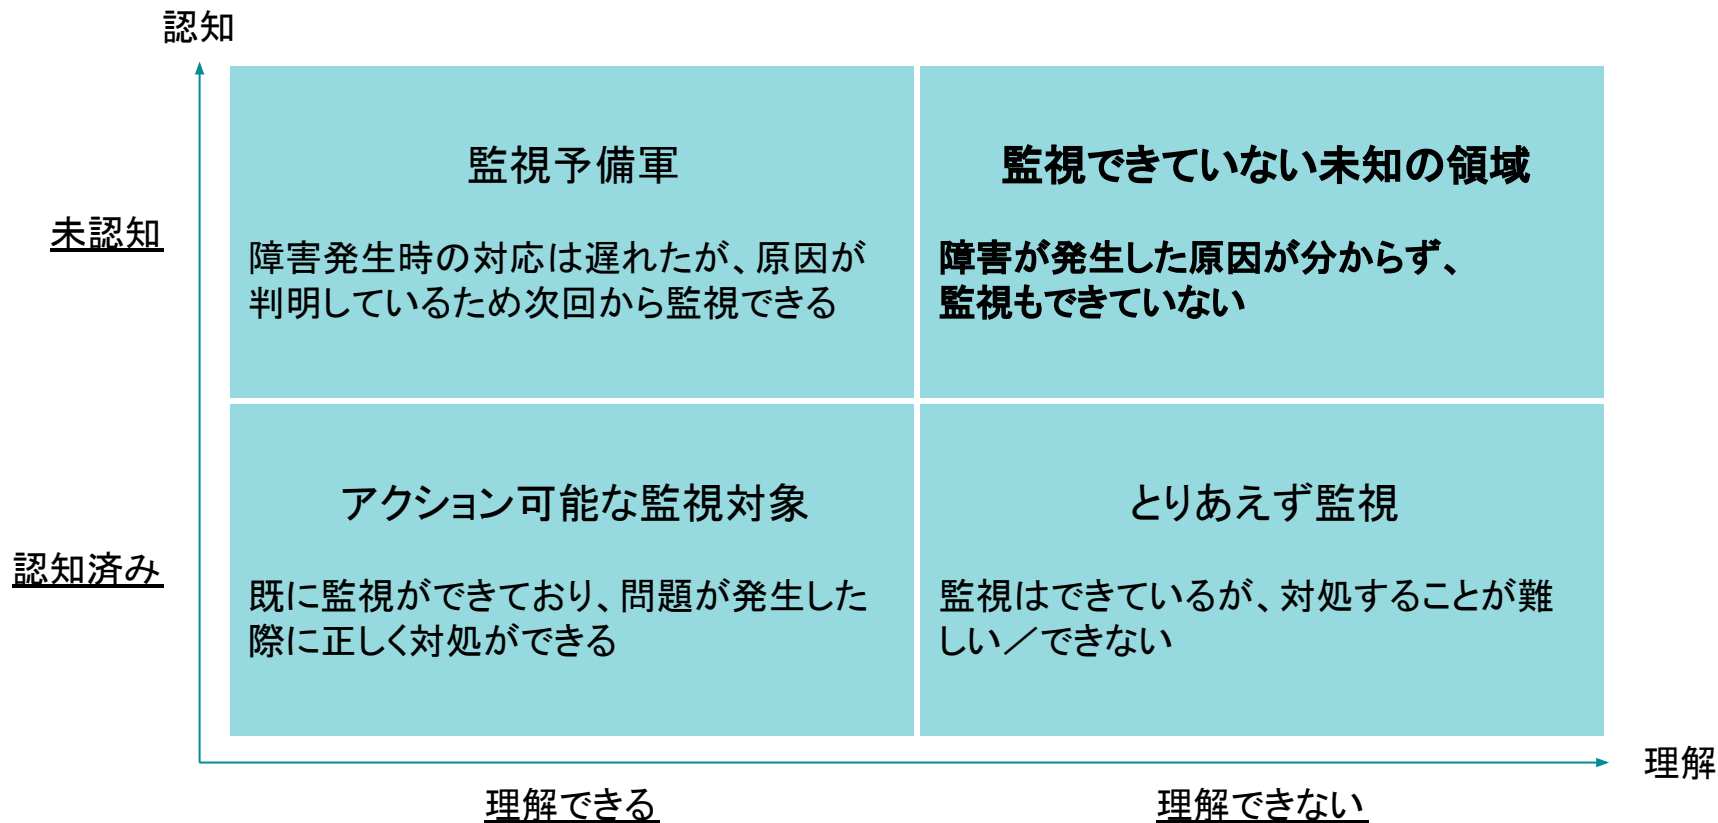 認知
監視予備軍
障害発生時の対応は遅れたが、原因が
判明しているため次回から監視できる
監視できていない未知の領域
障害が発生した原因が分からず、
監視もできていない
未認知
アクション可能な監視対象
既に監視ができており、問題が発生した
際に正しく対処ができる
とりあえず監視
監視はできているが、対処することが難
しい／できない
認知済み
理解
理解できる
理解できない